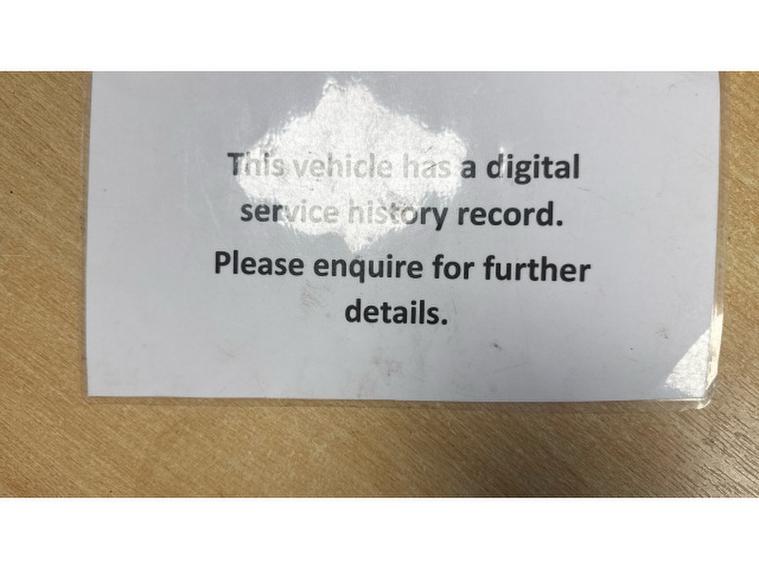 This vehicle has a digital
service history record.
Please enquire for further
details.